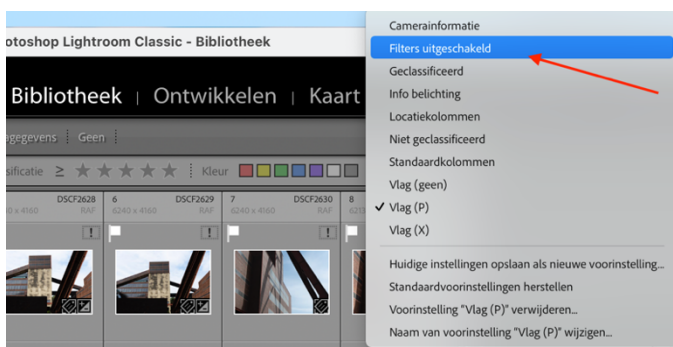 otoshop Lightroom Classic - Bibliotheek
Bibliotheek | Ontwikkelen | Kaart
Geen
sificatie ≥ ★ ★ ★ ★ ★ Kleur
DSCF2628 6 DSCF2629 7 DSCF2630 8
x 4160 RAF 6240 x 4160 RAF 6240 x 4160 RAF
Camerainformatie
Filters uitgeschakeld
Geclassificeerd
Info belichting
Locatiekolommen
Niet geclassificeerd
Standaardkolommen
Vlag (geen)
✓ Vlag (P)
Vlag (X)
Huidige instellingen opslaan als nieuwe voorinstelling...
Standaardvoorinstellingen herstellen
Voorinstelling "Vlag (P)" verwijderen...
Naam van voorinstelling "Vlag (P)" wijzigen...